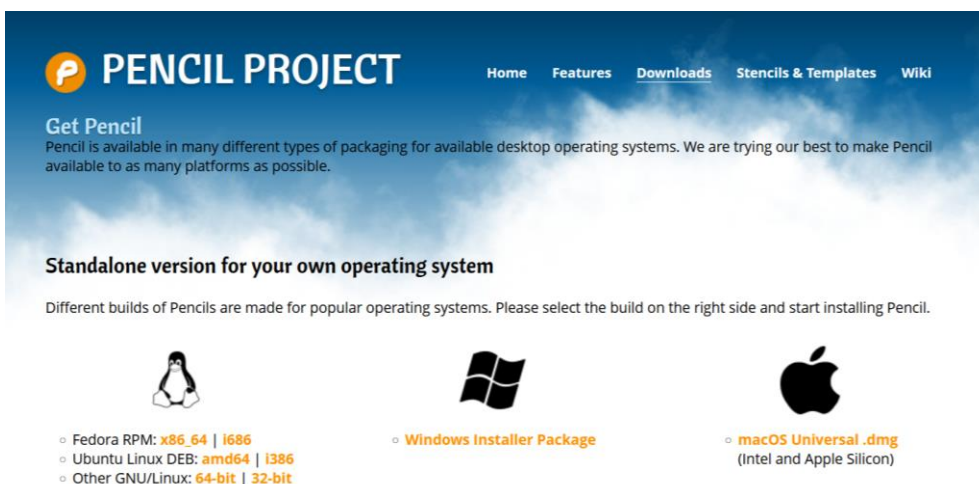 PENCIL PROJECT
Home Features Downloads Stencils & Templates Wiki
Get Pencil
Pencil is available in many different types of packaging for available desktop operating systems. We are trying our best to make Pencil
available to as many platforms as possible.
Standalone version for your own operating system
Different builds of Pencils are made for popular operating systems. Please select the build on the right side and start installing Pencil.
Fedora RPM: x86_64 | i686
Ubuntu Linux DEB: amd64 | i386
Other GNU/Linux: 64-bit | 32-bit
Windows Installer Package
macOS Universal .dmg
(Intel and Apple Silicon)